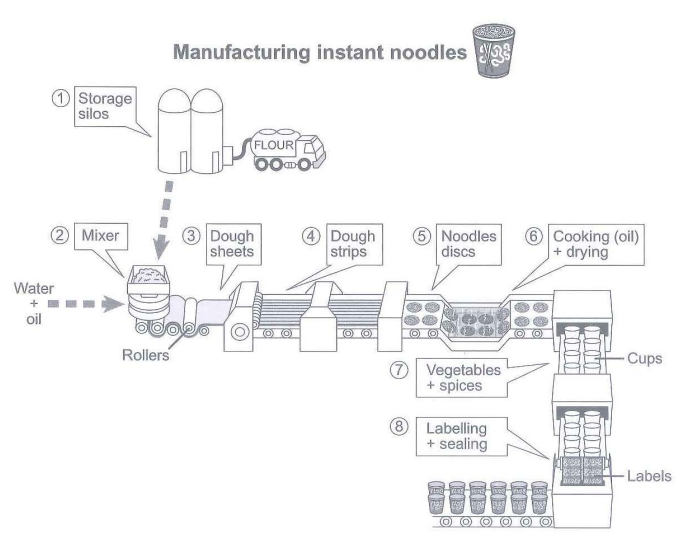 Manufacturing instant noodles
① Storage
silos
FLOUR
② Mixer
③ Dough
sheets
④ Dough
strips
⑤ Noodles
discs
⑥ Cooking (oil)
+ drying
Water
+
oil
Rollers
⑦ Vegetables
+ spices
Cups
⑧ Labelling
+ sealing
Labels